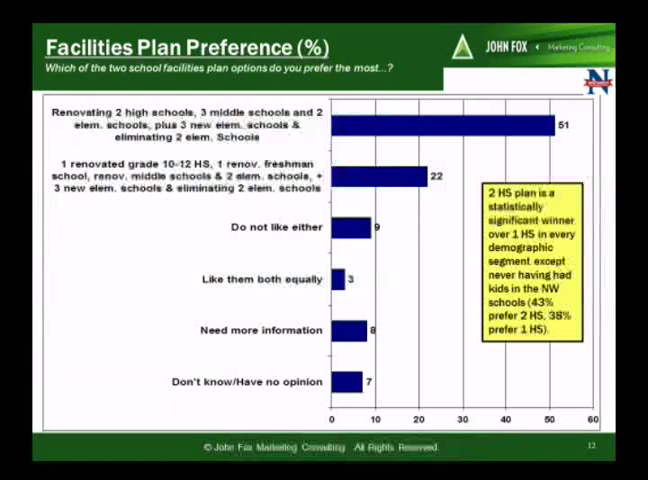 Facilities Plan Preference (%)
Which of the two school facilities plan options do you prefer the most...?
JOHN FOX
Marketing Consulting
N
Renovating 2 high schools, 3 middle schools and 2
elem. schools, plus 3 new elem. schools &
eliminating 2 elem. Schools
51
1 renovated grade 10-12 HS, 1 renov. freshman
school, renov. middle schools & 2 elem. schools, +
3 new elem. schools & eliminating 2 elem. schools
22
Do not like either
9
Like them both equally
3
Need more information
8
Don't know/Have no opinion
7
0 10 20 30 40 50 60
2 HS plan is a
statistically
significant winner
over 1 HS in every
demographic
segment except
never having had
kids in the NW
schools (43%
prefer 2 HS, 38%
prefer 1 HS).
© John Fox Marketing Consulting All Rights Reserved.
12